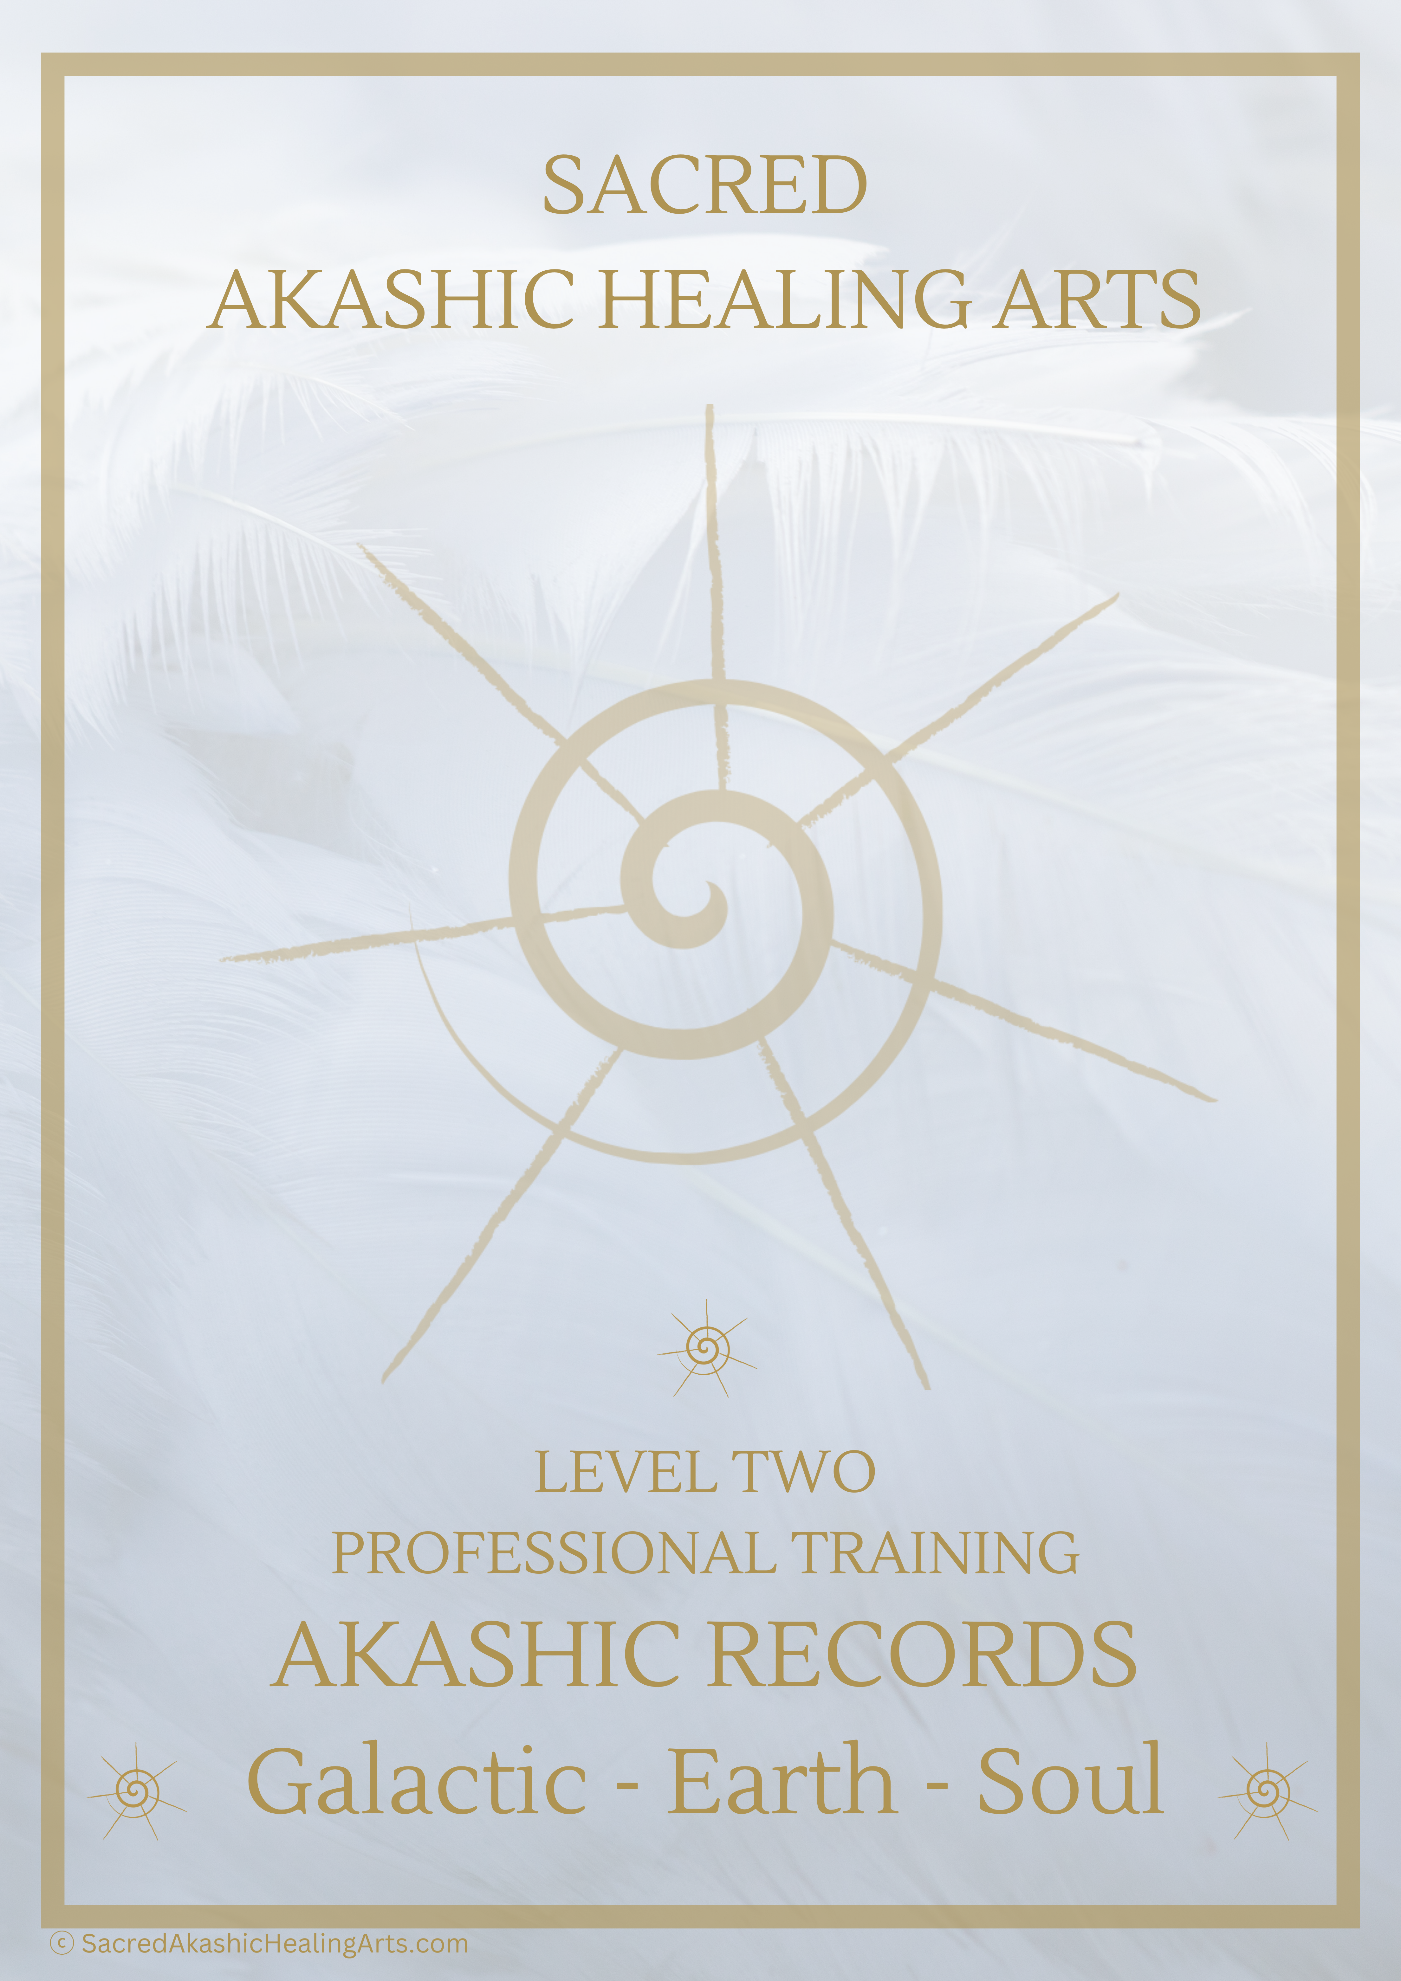 SACRED
AKASHIC HEALING ARTS
LEVEL TWO
PROFESSIONAL TRAINING
AKASHIC RECORDS
Galactic - Earth - Soul
© SacredAkashicHealingArts.com